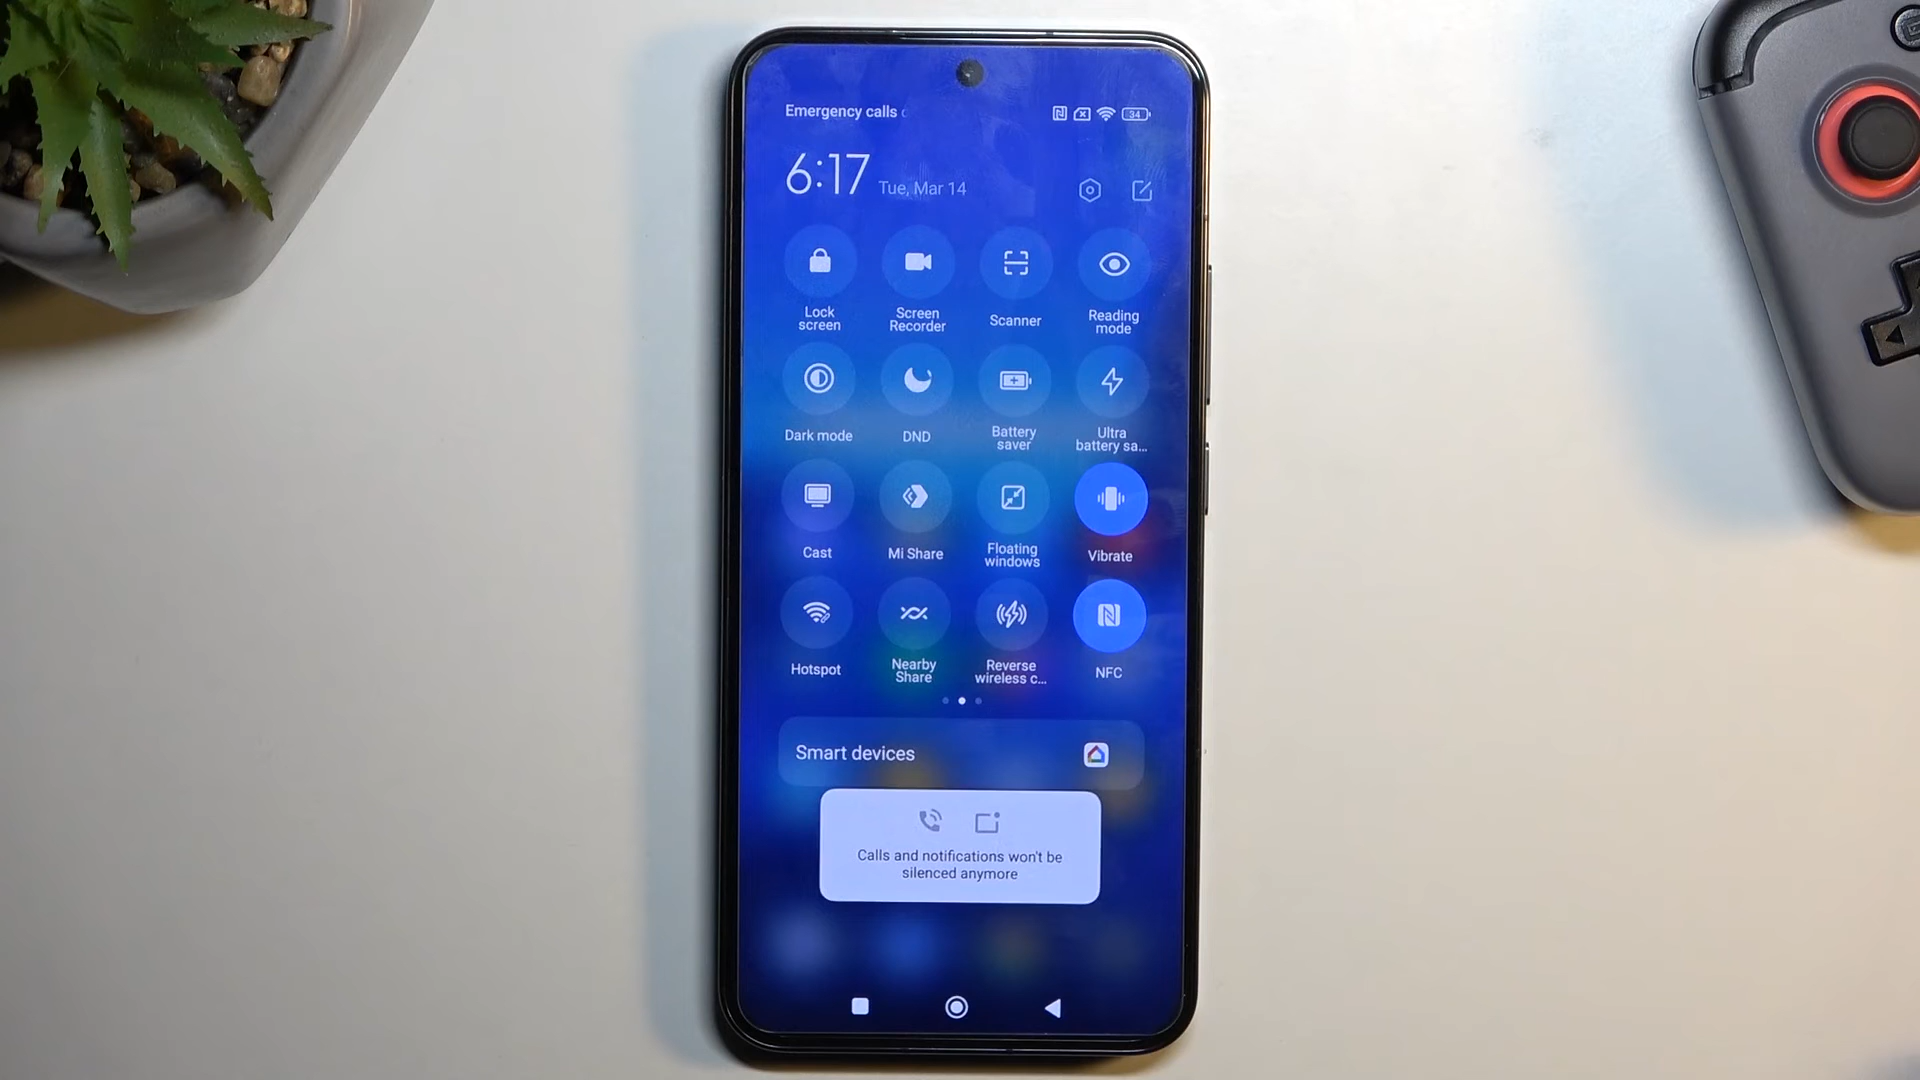 Emergency calls
34
6:17 Tue, Mar 14
Lock
screen
Screen
Recorder
Scanner
Reading
mode
Dark mode
DND
Battery
saver
Ultra
battery sa...
Cast
Mi Share
Floating
windows
Vibrate
Hotspot
Nearby
Share
Reverse
wireless c...
NFC
Smart devices
Calls and notifications won't be
silenced anymore